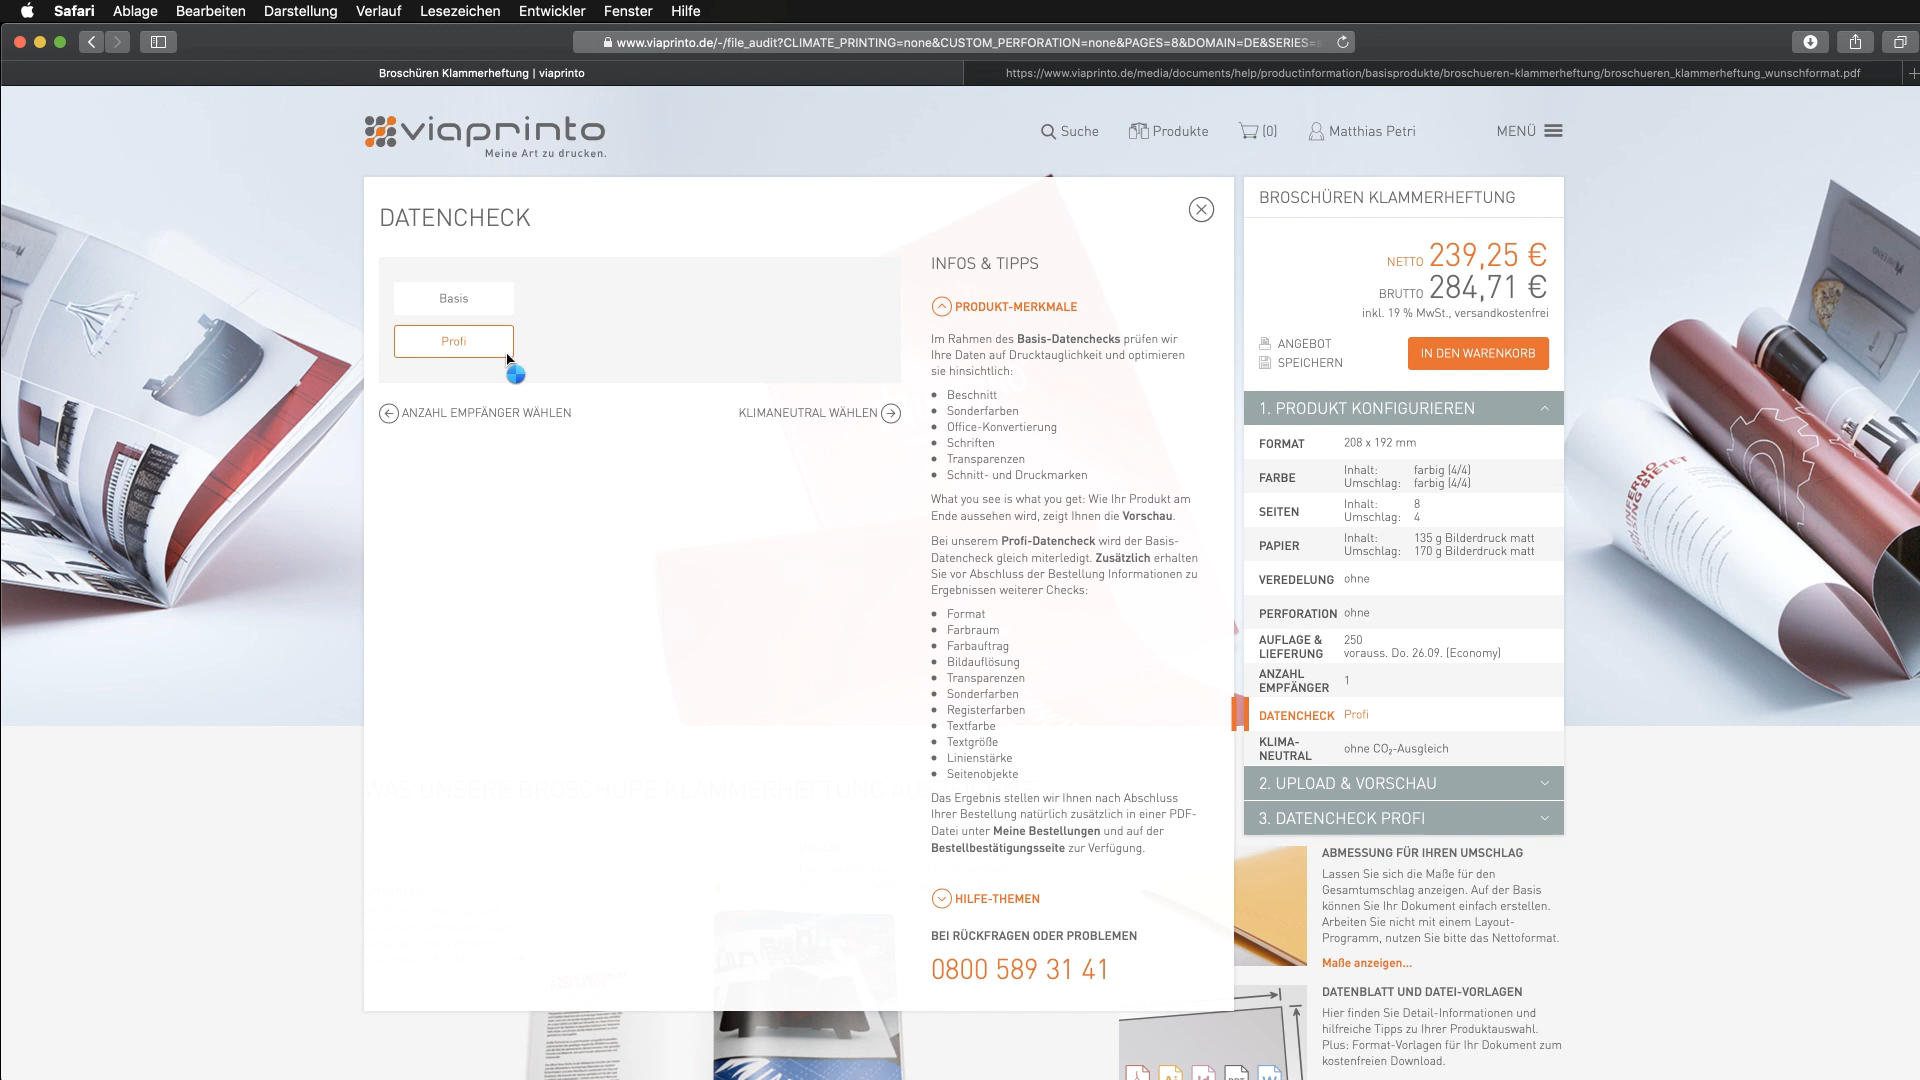 Safari Ablage Bearbeiten Darstellung Verlauf Lesezeichen Entwickler Fenster Hilfe
www.viaprinto.de/-/file_audit?CLIMATE_PRINTING=none&CUSTOM_PERFORATION=none&PAGES=8&DOMAIN=DE&SERIES=
Broschüren Klammerheftung | viaprinto
https://www.viaprinto.de/media/documents/help/productinformation/basisprodukte/broschueren-klammerheftung/broschueren_klammerheftung_wunschformat.pdf
viaprinto
Meine Art zu drucken.
Suche
Produkte
(0)
Matthias Petri
MENÜ
DATENCHECK
Basis
Profi
ANZAHL EMPFÄNGER WÄHLEN
KLIMANEUTRAL WÄHLEN
INFOS & TIPPS
PRODUKT-MERKMALE
Im Rahmen des Basis-Datenchecks prüfen wir
Ihre Daten auf Drucktauglichkeit und optimieren
sie hinsichtlich:
• Beschnitt
• Sonderfarben
• Office-Konvertierung
• Schriften
• Transparenzen
• Schnitt- und Druckmarken
What you see is what you get: Wie Ihr Produkt am
Ende aussehen wird, zeigt Ihnen die Vorschau.
Bei unserem Profi-Datencheck wird der Basis-
Datencheck gleich miterledigt. Zusätzlich erhalten
Sie vor Abschluss der Bestellung Informationen zu
Ergebnissen weiterer Checks:
• Format
• Farbraum
• Farbauftrag
• Bildauflösung
• Transparenzen
• Sonderfarben
• Registerfarben
• Textfarbe
• Textgröße
• Linienstärke
• Seitenobjekte
Das Ergebnis stellen wir Ihnen nach Abschluss
Ihrer Bestellung natürlich zusätzlich in einer PDF-
Datei unter Meine Bestellungen und auf der
Bestellbestätigungsseite zur Verfügung.
HILFE-THEMEN
BEI RÜCKFRAGEN ODER PROBLEMEN
0800 589 31 41
BROSCHÜREN KLAMMERHEFTUNG
NETTO 239,25 €
BRUTTO 284,71 €
inkl. 19 % MwSt., versandkostenfrei
ANGEBOT
SPEICHERN
IN DEN WARENKORB
1. PRODUKT KONFIGURIEREN
FORMAT 208 x 192 mm
FARBE Inhalt: farbig (4/4)
Umschlag: farbig (4/4)
SEITEN Inhalt: 8
Umschlag: 4
PAPIER Inhalt: 135 g Bilderdruck matt
Umschlag: 170 g Bilderdruck matt
VEREDELUNG ohne
PERFORATION ohne
AUFLAGE & 250
LIEFERUNG vorauss. Do. 26.09. (Economy)
ANZAHL
EMPFÄNGER 1
DATENCHECK Profi
KLIMA-
NEUTRAL ohne CO₂-Ausgleich
2. UPLOAD & VORSCHAU
3. DATENCHECK PROFI
ABMESSUNG FÜR IHREN UMSCHLAG
Lassen Sie sich die Maße für den
Gesamtumschlag anzeigen. Auf der Basis
können Sie Ihr Dokument einfach erstellen.
Arbeiten Sie nicht mit einem Layout-
Programm, nutzen Sie bitte das Nettoformat.
Maße anzeigen...
DATENBLATT UND DATEI-VORLAGEN
Hier finden Sie Detail-Informationen und
hilfreiche Tipps zu Ihrer Produktauswahl.
Plus: Format-Vorlagen für Ihr Dokument zum
kostenfreien Download.